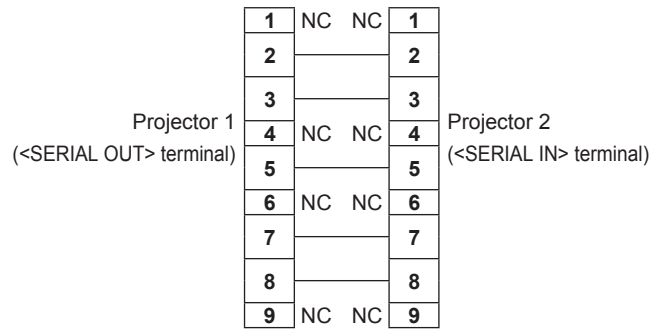 1 NC NC 1
2 2
3 3
Projector 1
(<SERIAL OUT> terminal)
4 NC NC 4
Projector 2
(<SERIAL IN> terminal)
5 5
6 NC NC 6
7 7
8 8
9 NC NC 9